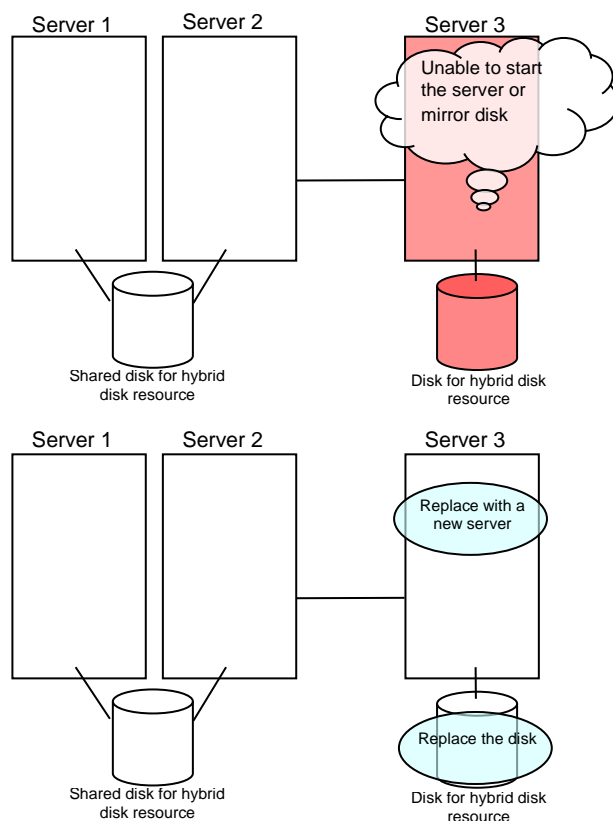 Server 1
Server 2
Server 3
Unable to start
the server or
mirror disk
Shared disk for hybrid
disk resource
Disk for hybrid disk
resource
Server 1
Server 2
Server 3
Replace with a
new server
Replace the disk
Shared disk for hybrid
disk resource
Disk for hybrid disk
resource